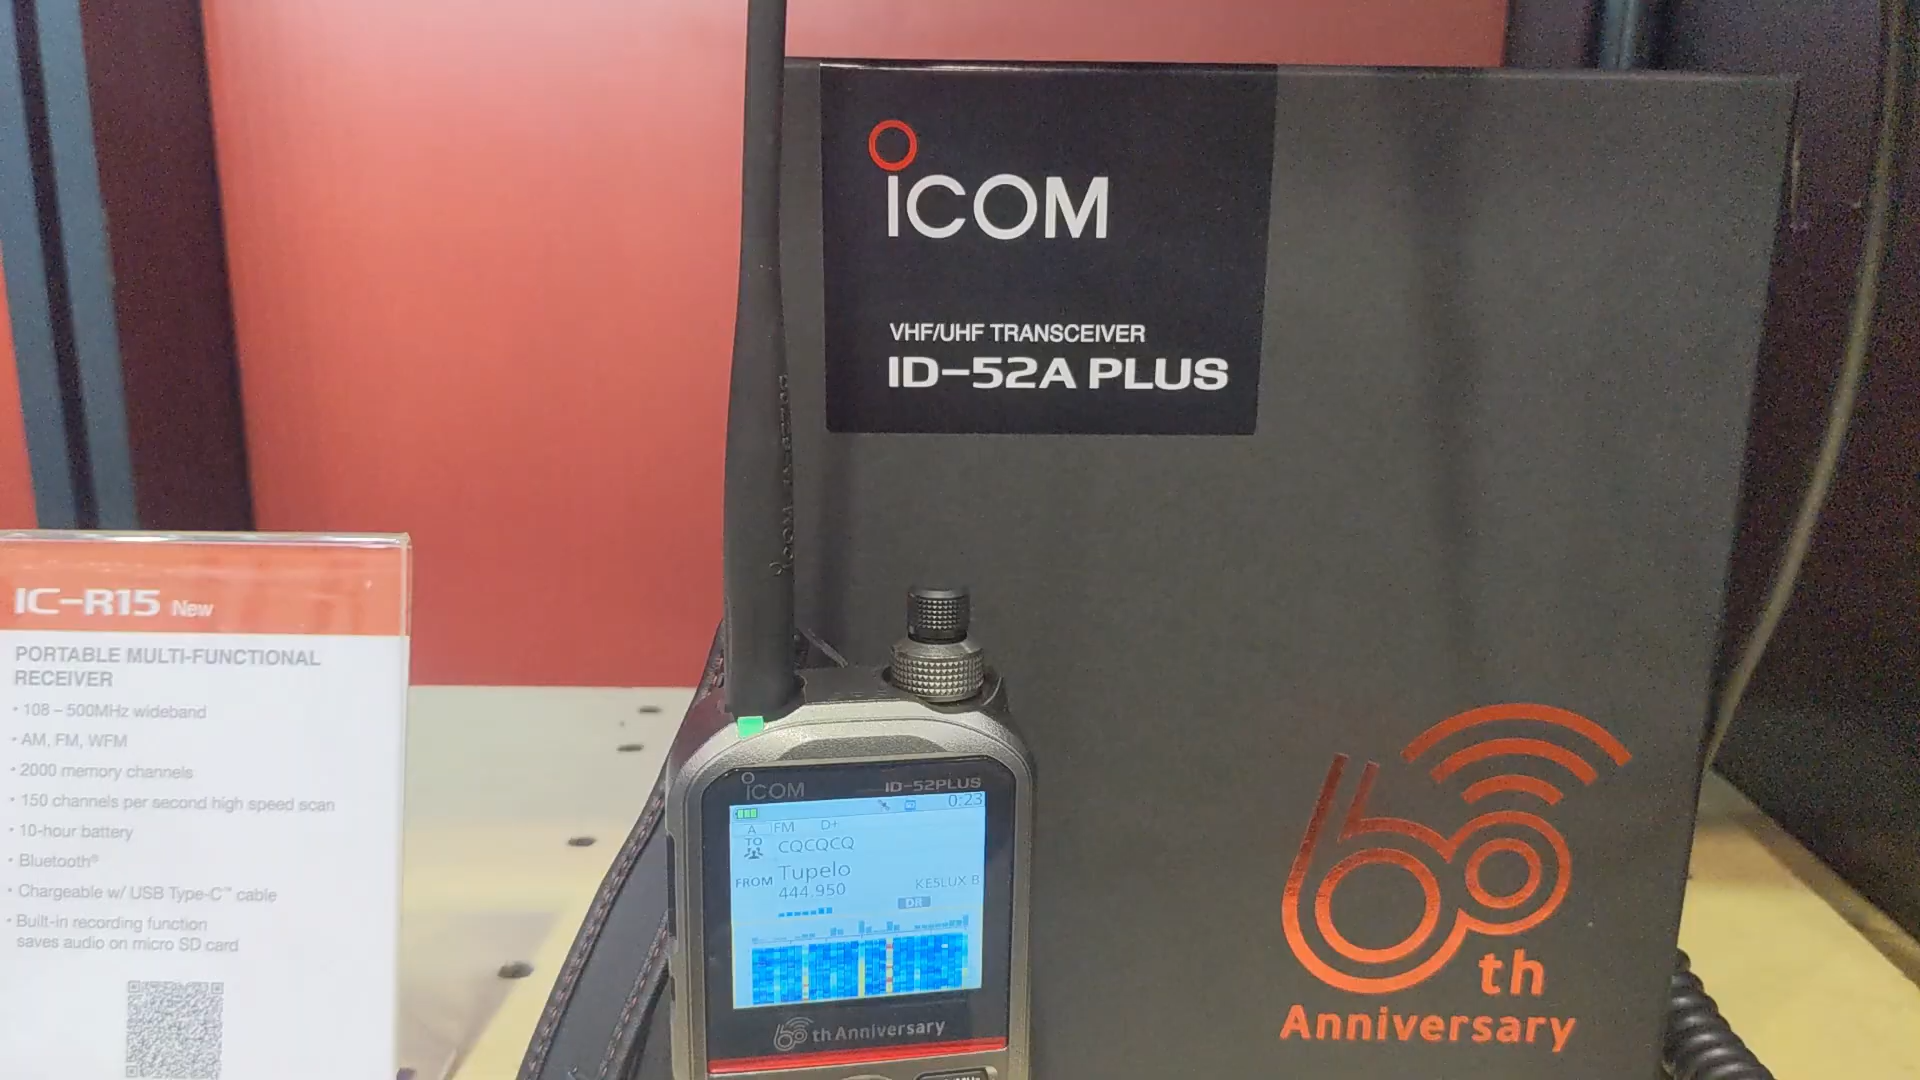 ICOM
VHF/UHF TRANSCEIVER
ID-52A PLUS
60th
Anniversary
IC-R15 New
PORTABLE MULTI-FUNCTIONAL
RECEIVER
• 108 – 500MHz wideband
• AM, FM, WFM
• 2000 memory channels
• 150 channels per second high speed scan
• 10-hour battery
• Bluetooth®
• Chargeable w/ USB Type-C™ cable
• Built-in recording function
saves audio on micro SD card
ICOM
ID-52PLUS
0:23
A FM D+
TO CQCQCQ
Tupelo
FROM 444.950 KE5LUX B
DR
60th Anniversary
ICOM